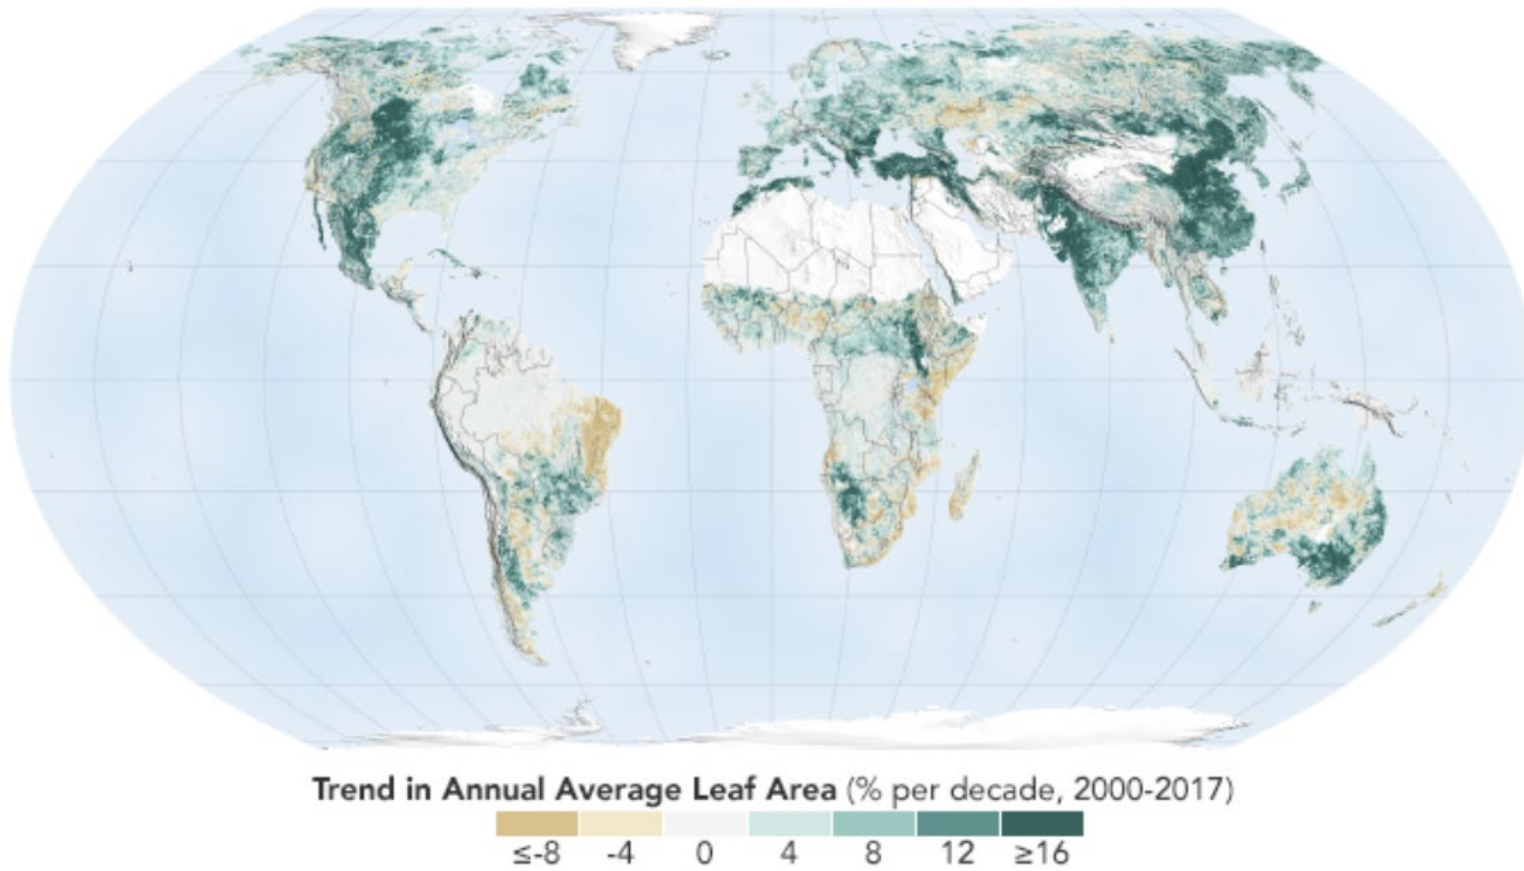 Trend in Annual Average Leaf Area (% per decade, 2000-2017)
≤-8 -4 0 4 8 12 ≥16